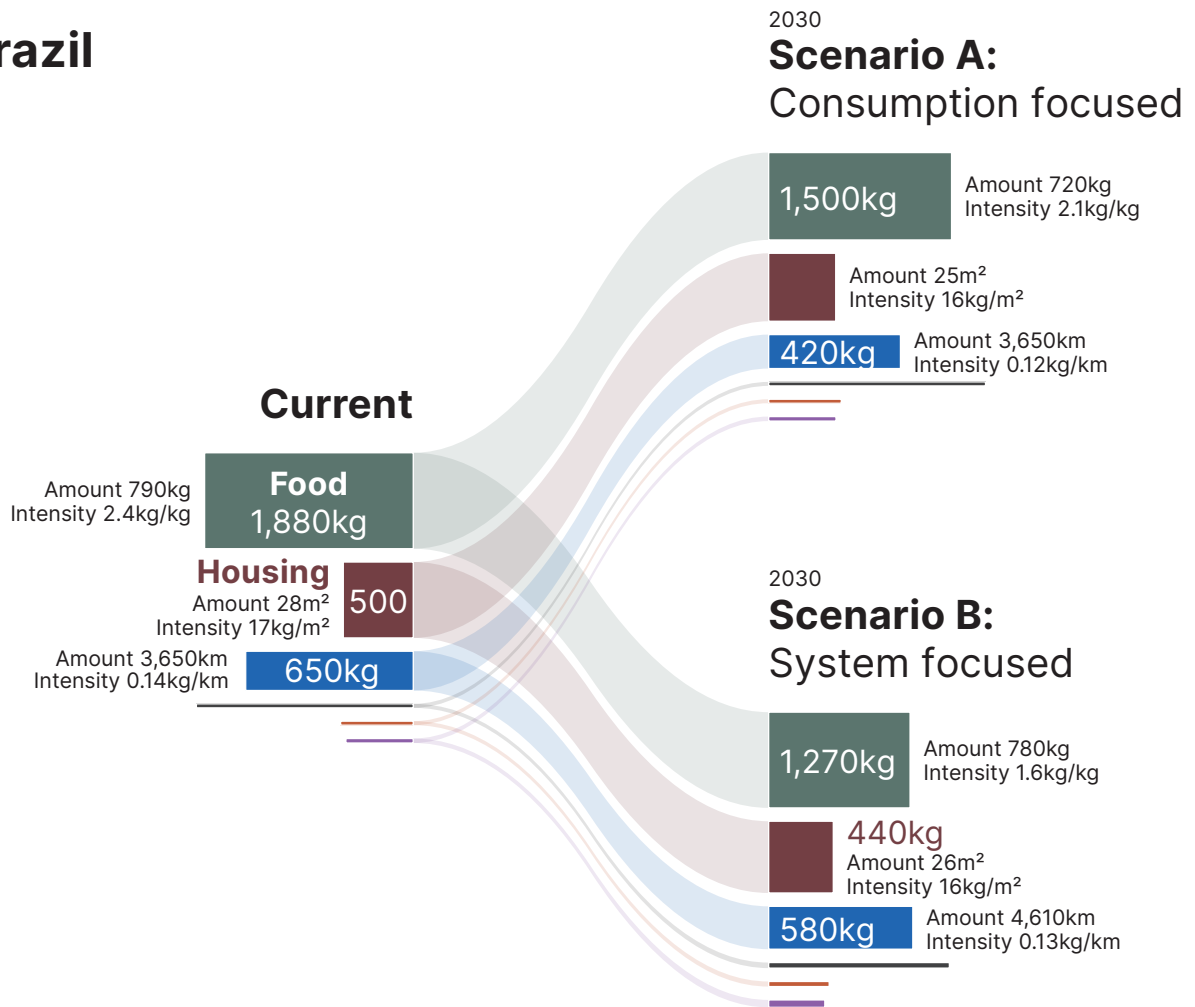 razil
2030
Scenario A:
Consumption focused
1,500kg
Amount 720kg
Intensity 2.1kg/kg
Amount 25m²
Intensity 16kg/m²
420kg
Amount 3,650km
Intensity 0.12kg/km
Current
Amount 790kg
Intensity 2.4kg/kg
Food
1,880kg
Housing
Amount 28m²
Intensity 17kg/m²
500
Amount 3,650km
Intensity 0.14kg/km
650kg
2030
Scenario B:
System focused
1,270kg
Amount 780kg
Intensity 1.6kg/kg
440kg
Amount 26m²
Intensity 16kg/m²
580kg
Amount 4,610km
Intensity 0.13kg/km